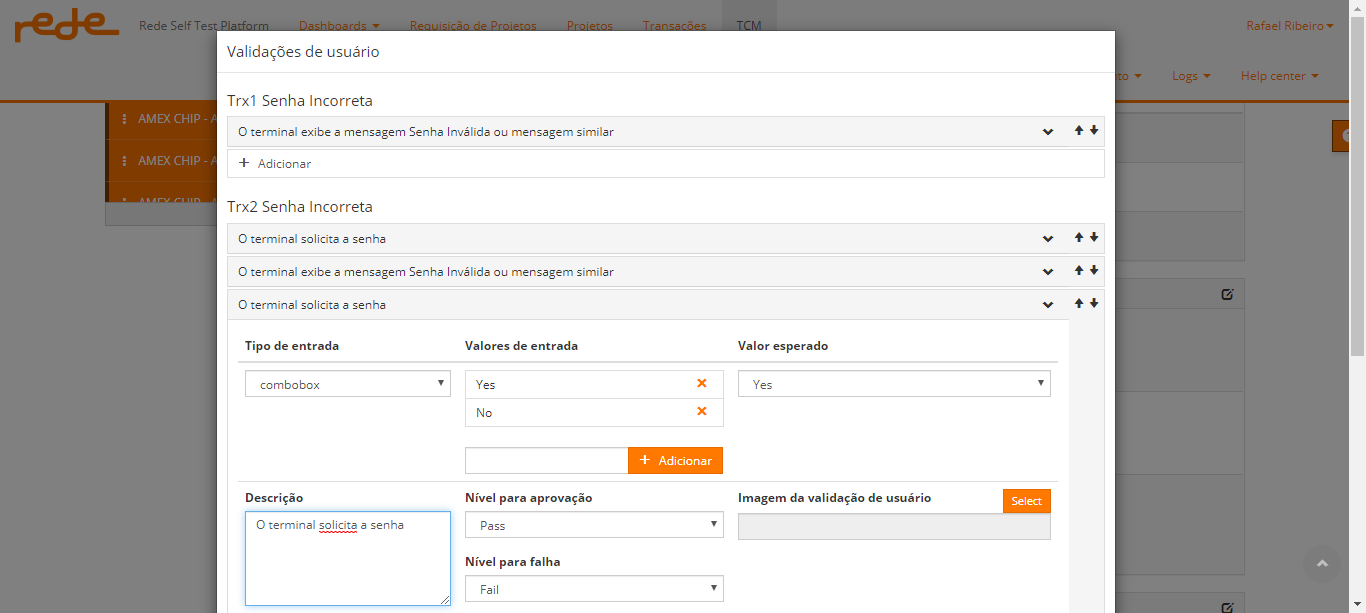 rede Rede Self Test Platform Dashboards Requisição de Projetos Projetos Transações TCM Rafael Ribeiro
Validações de usuário
Logs Help center
Trx1 Senha Incorreta
AMEX CHIP - A
O terminal exibe a mensagem Senha Inválida ou mensagem similar
AMEX CHIP - A
+ Adicionar
AMEX CHIP - A
Trx2 Senha Incorreta
O terminal solicita a senha
O terminal exibe a mensagem Senha Inválida ou mensagem similar
O terminal solicita a senha
Tipo de entrada Valores de entrada Valor esperado
combobox Yes Yes
No
+ Adicionar
Descrição Nível para aprovação Imagem da validação de usuário Select
O terminal solicita a senha Pass
Nível para falha
Fail